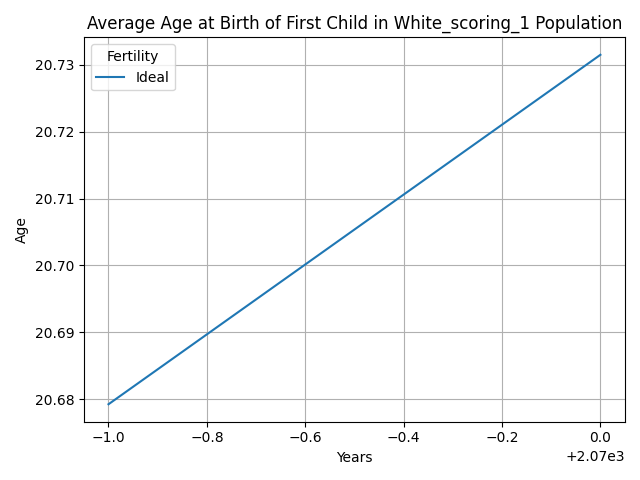 Average Age at Birth of First Child in White_scoring_1 Population
Fertility
Ideal
20.73
20.72
20.71
20.70
20.69
20.68
Age
−1.0 −0.8 −0.6 −0.4 −0.2 0.0
Years
+2.07e3